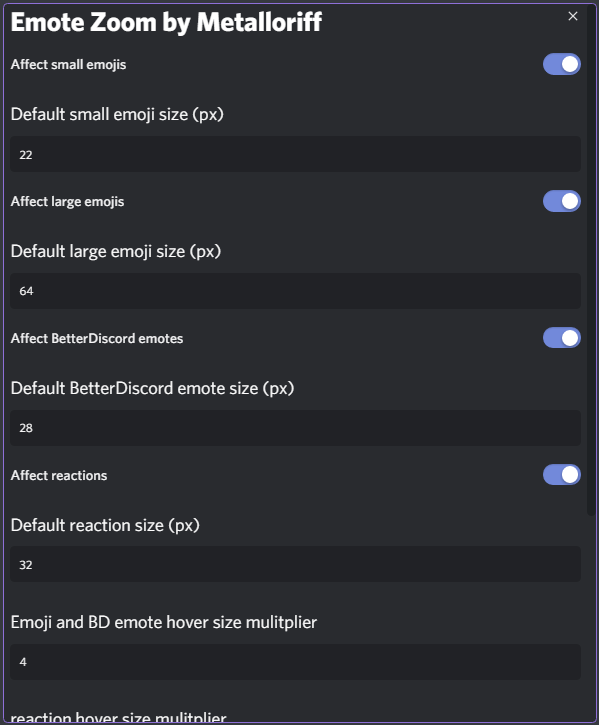 Emote Zoom by Metalloriff
Affect small emojis
Default small emoji size (px)
22
Affect large emojis
Default large emoji size (px)
64
Affect BetterDiscord emotes
Default BetterDiscord emote size (px)
28
Affect reactions
Default reaction size (px)
32
Emoji and BD emote hover size mulitplier
4
reaction hover size mulitplier